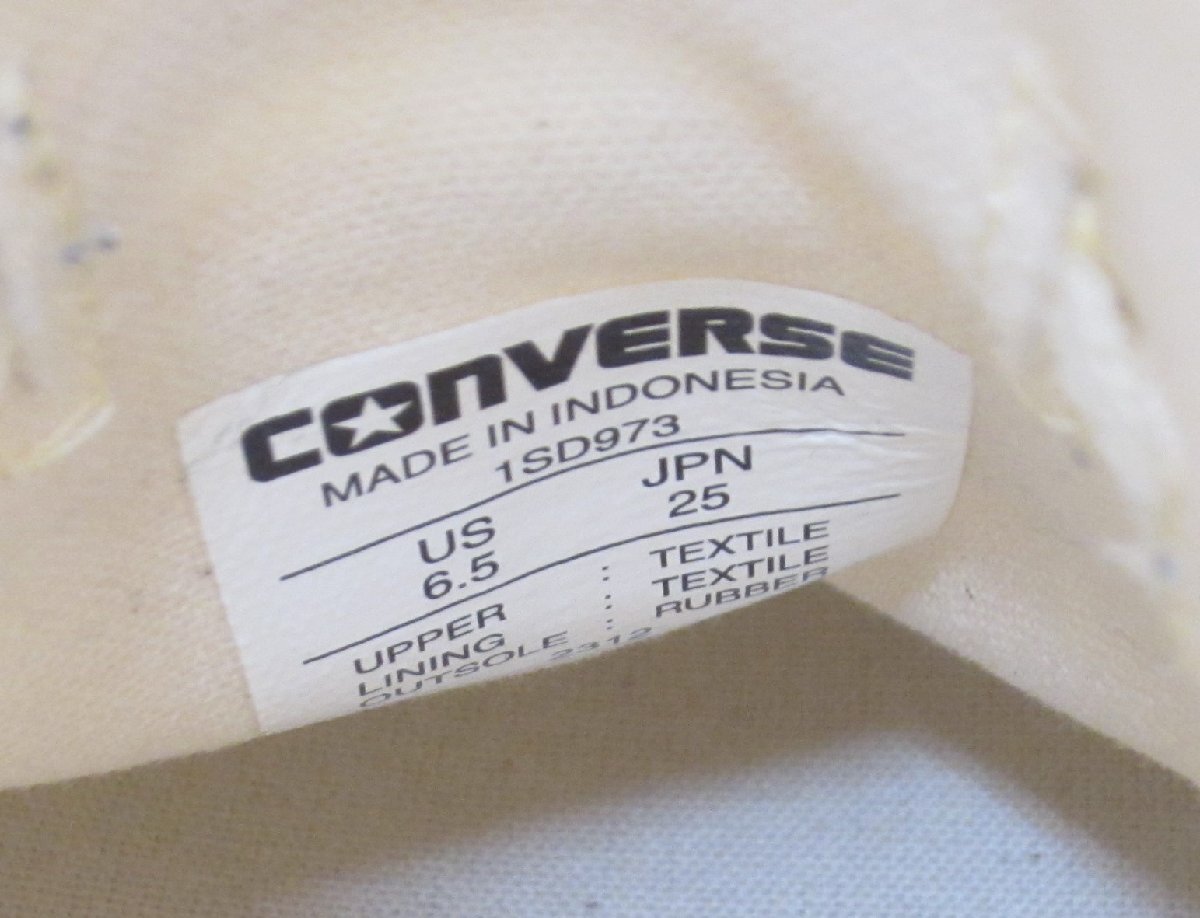 CONVERSE
MADE IN INDONESIA
1SD973
US JPN
6.5 25
UPPER : TEXTILE
LINING : TEXTILE
OUTSOLE : RUBBER
2312